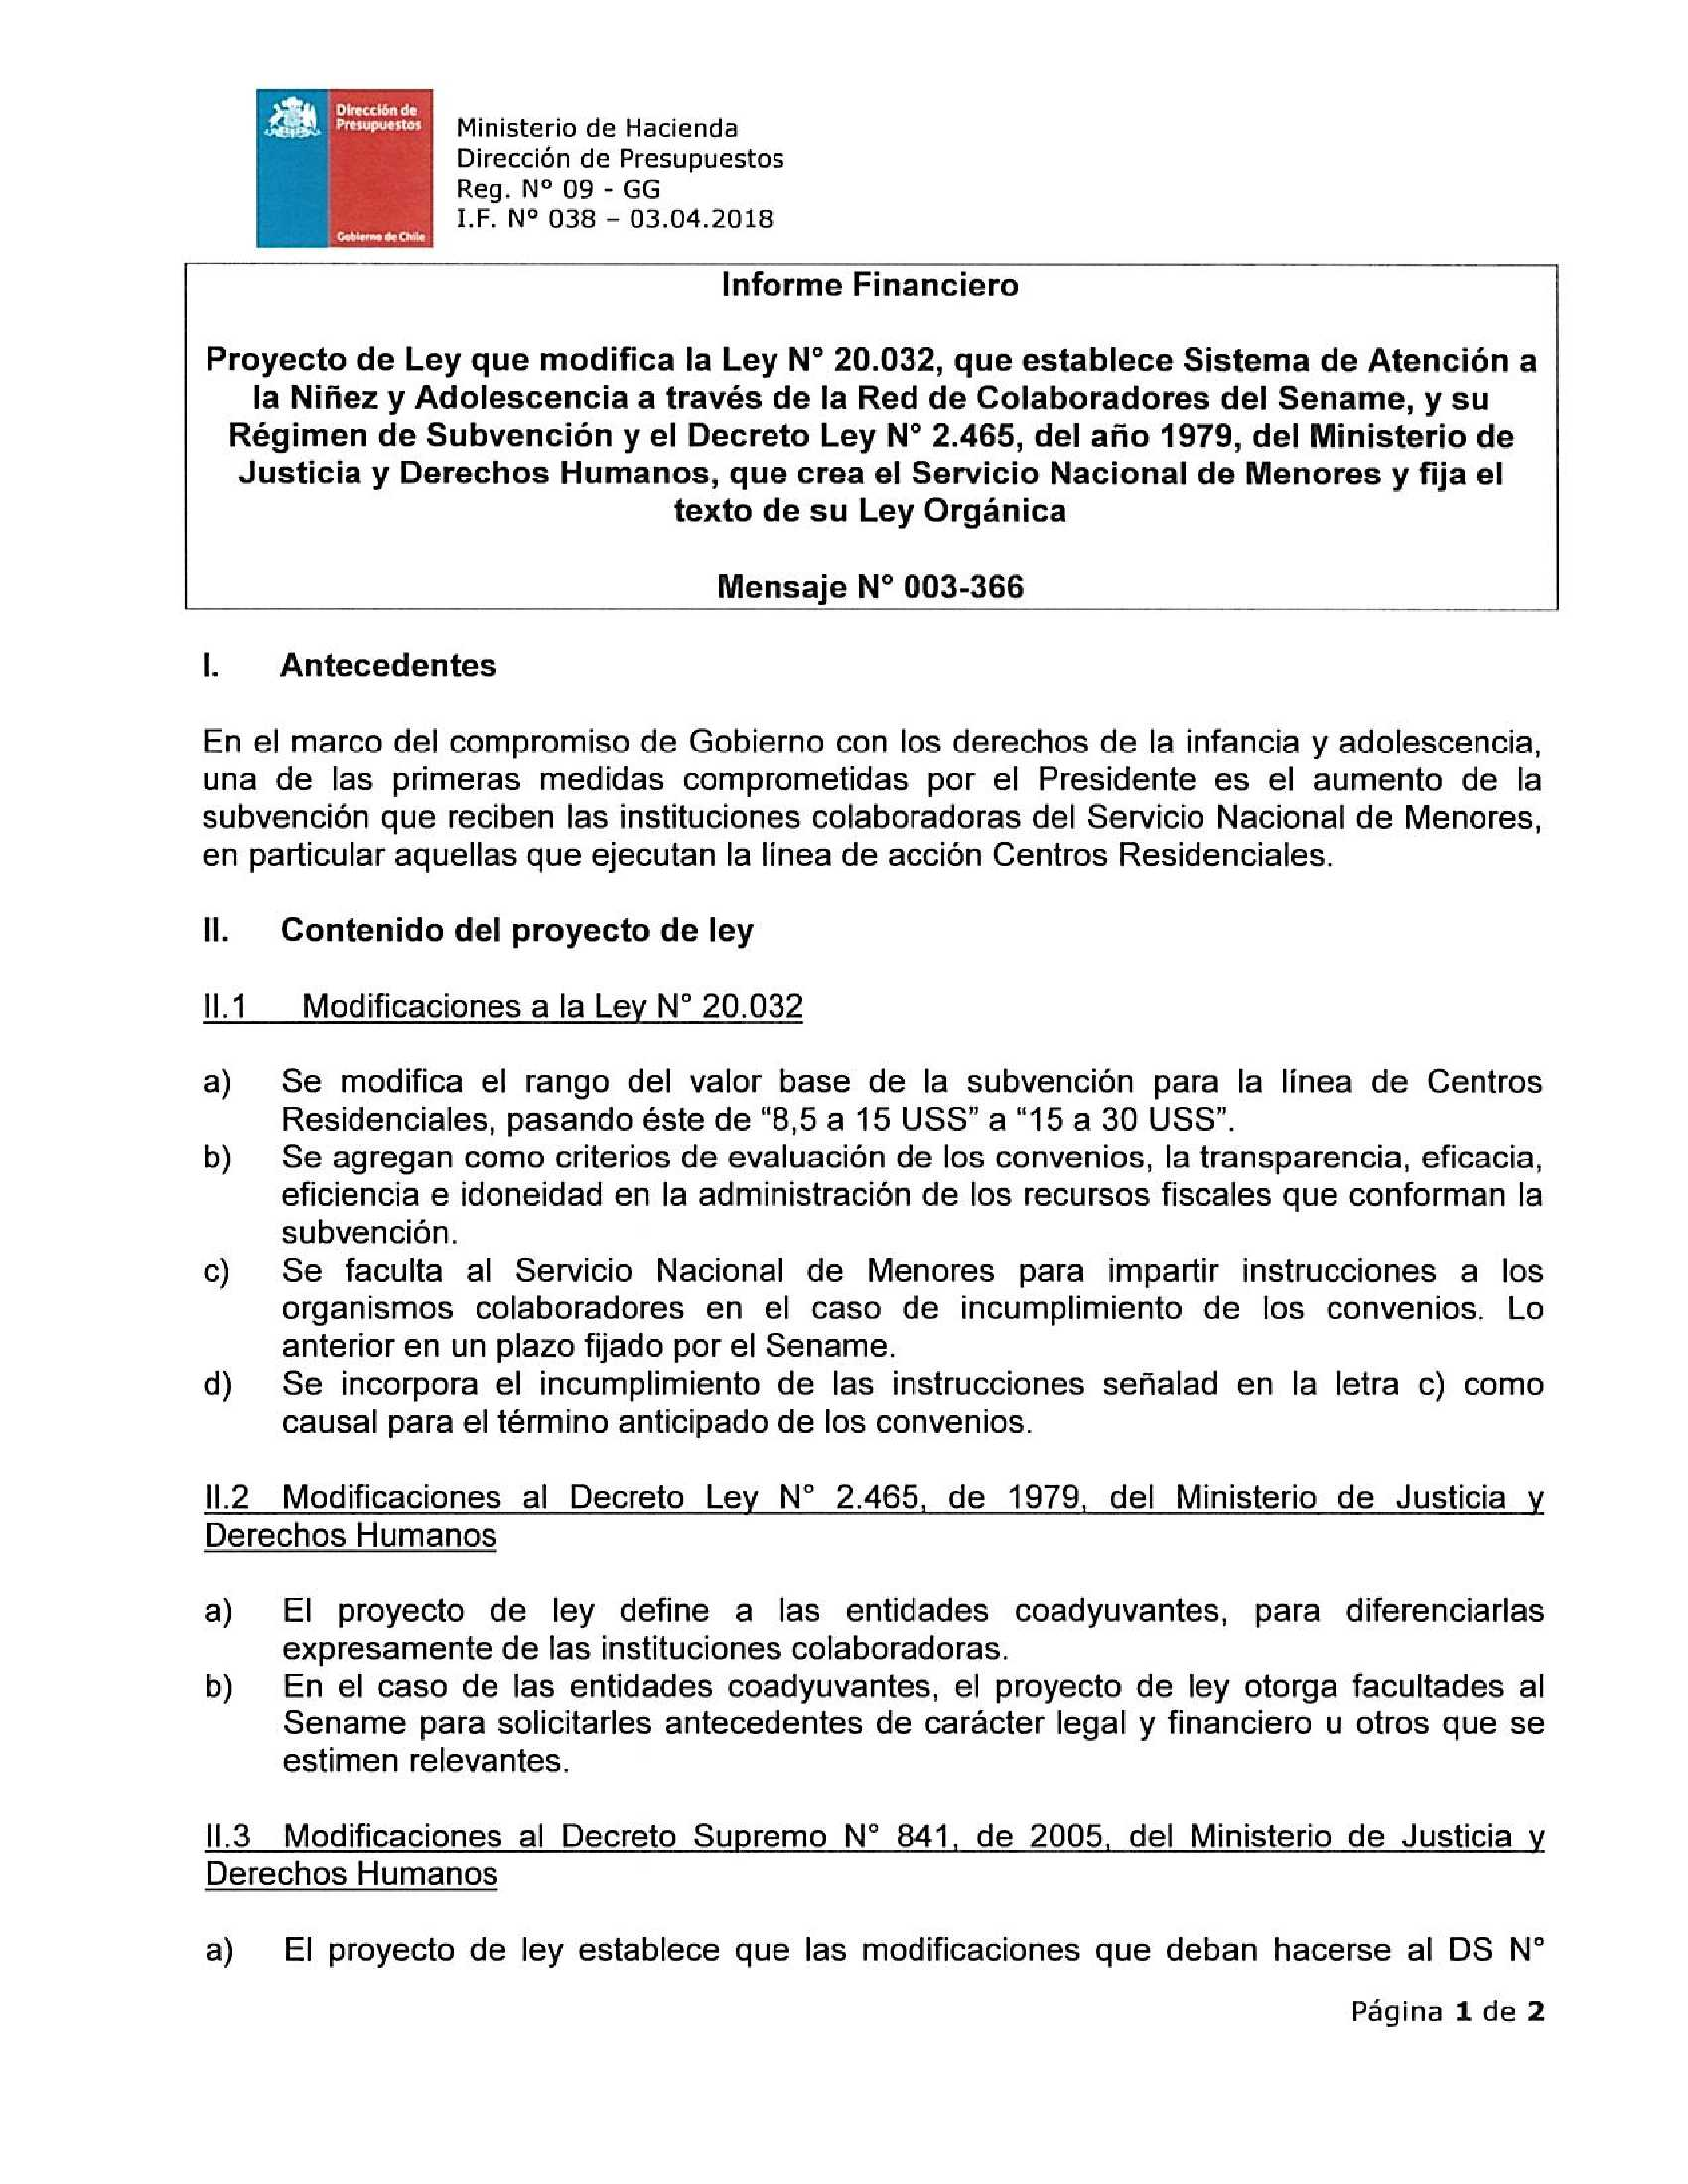 Dirección de
Presupuestos
Gobierno de Chile
Ministerio de Hacienda
Dirección de Presupuestos
Reg. Nº 09 - GG
I.F. Nº 038 – 03.04.2018
Informe Financiero
Proyecto de Ley que modifica la Ley N° 20.032, que establece Sistema de Atención a
la Niñez y Adolescencia a través de la Red de Colaboradores del Sename, y su
Régimen de Subvención y el Decreto Ley N° 2.465, del año 1979, del Ministerio de
Justicia y Derechos Humanos, que crea el Servicio Nacional de Menores y fija el
texto de su Ley Orgánica
Mensaje N° 003-366
I. Antecedentes
En el marco del compromiso de Gobierno con los derechos de la infancia y adolescencia,
una de las primeras medidas comprometidas por el Presidente es el aumento de la
subvención que reciben las instituciones colaboradoras del Servicio Nacional de Menores,
en particular aquellas que ejecutan la línea de acción Centros Residenciales.
II. Contenido del proyecto de ley
II.1 Modificaciones a la Ley N° 20.032
a) Se modifica el rango del valor base de la subvención para la línea de Centros
Residenciales, pasando éste de “8,5 a 15 USS” a “15 a 30 USS”.
b) Se agregan como criterios de evaluación de los convenios, la transparencia, eficacia,
eficiencia e idoneidad en la administración de los recursos fiscales que conforman la
subvención.
c) Se faculta al Servicio Nacional de Menores para impartir instrucciones a los
organismos colaboradores en el caso de incumplimiento de los convenios. Lo
anterior en un plazo fijado por el Sename.
d) Se incorpora el incumplimiento de las instrucciones señalad en la letra c) como
causal para el término anticipado de los convenios.
II.2 Modificaciones al Decreto Ley N° 2.465, de 1979, del Ministerio de Justicia y
Derechos Humanos
a) El proyecto de ley define a las entidades coadyuvantes, para diferenciarlas
expresamente de las instituciones colaboradoras.
b) En el caso de las entidades coadyuvantes, el proyecto de ley otorga facultades al
Sename para solicitarles antecedentes de carácter legal y financiero u otros que se
estimen relevantes.
II.3 Modificaciones al Decreto Supremo N° 841, de 2005, del Ministerio de Justicia y
Derechos Humanos
a) El proyecto de ley establece que las modificaciones que deban hacerse al DS N°
Página 1 de 2